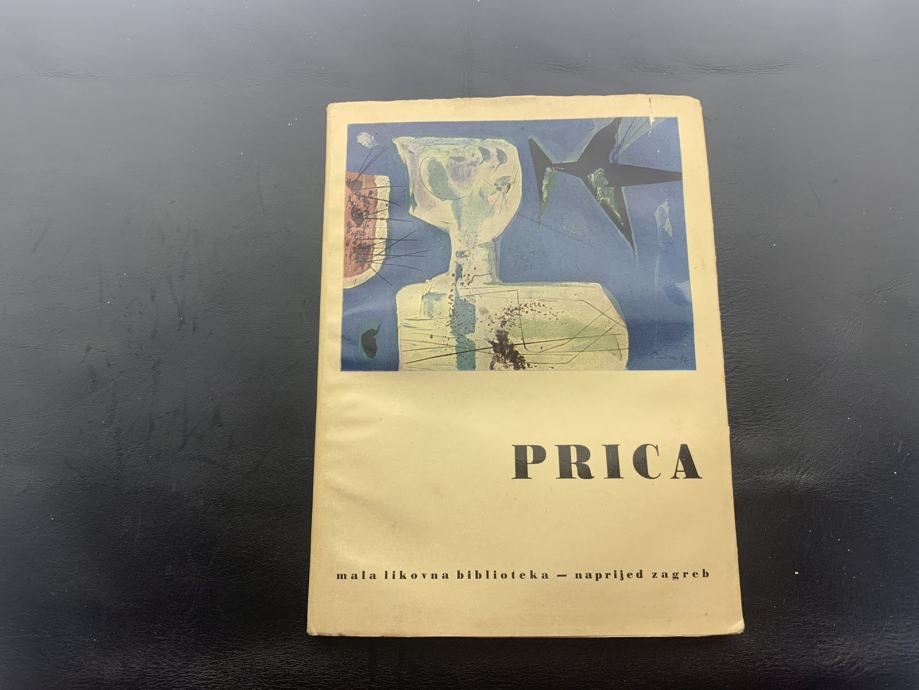 PRICA
mala likovna biblioteka — naprijed zagreb